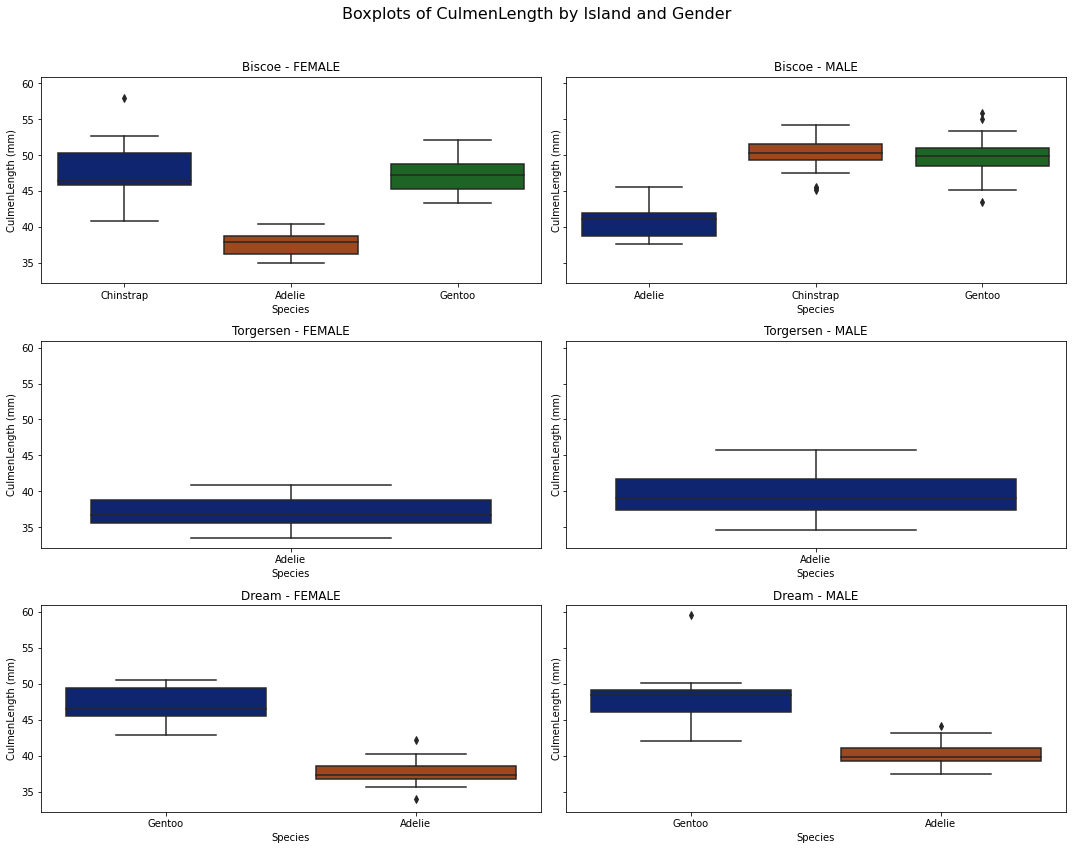 Boxplots of CulmenLength by Island and Gender
Biscoe - FEMALE
CulmenLength (mm)
60
55
50
45
40
35
Chinstrap Adelie Gentoo
Species
Biscoe - MALE
CulmenLength (mm)
Adelie Chinstrap Gentoo
Species
Torgersen - FEMALE
CulmenLength (mm)
60
55
50
45
40
35
Adelie
Species
Torgersen - MALE
CulmenLength (mm)
Adelie
Species
Dream - FEMALE
CulmenLength (mm)
60
55
50
45
40
35
Gentoo Adelie
Species
Dream - MALE
CulmenLength (mm)
Gentoo Adelie
Species